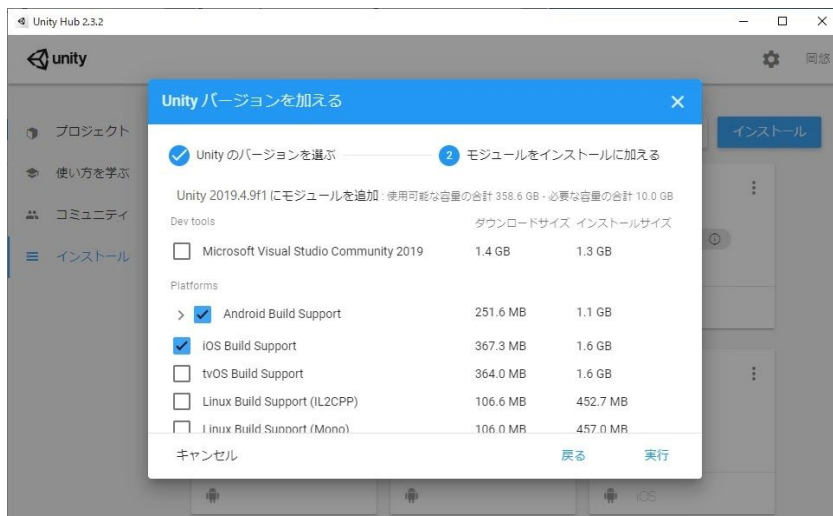 Unity Hub 2.3.2
unity
岡悠
Unity バージョンを加える
プロジェクト
使い方を学ぶ
コミュニティ
インストール
インストール
Unity のバージョンを選ぶ
2 モジュールをインストールに加える
Unity 2019.4.9f1 にモジュールを追加 : 使用可能な容量の合計 358.6 GB - 必要な容量の合計 10.0 GB
Dev tools ダウンロードサイズ インストールサイズ
Microsoft Visual Studio Community 2019 1.4 GB 1.3 GB
Platforms
Android Build Support 251.6 MB 1.1 GB
iOS Build Support 367.3 MB 1.6 GB
tvOS Build Support 364.0 MB 1.6 GB
Linux Build Support (IL2CPP) 106.6 MB 452.7 MB
Linux Build Support (Mono) 106.0 MB 457.0 MB
キャンセル 戻る 実行
iOS